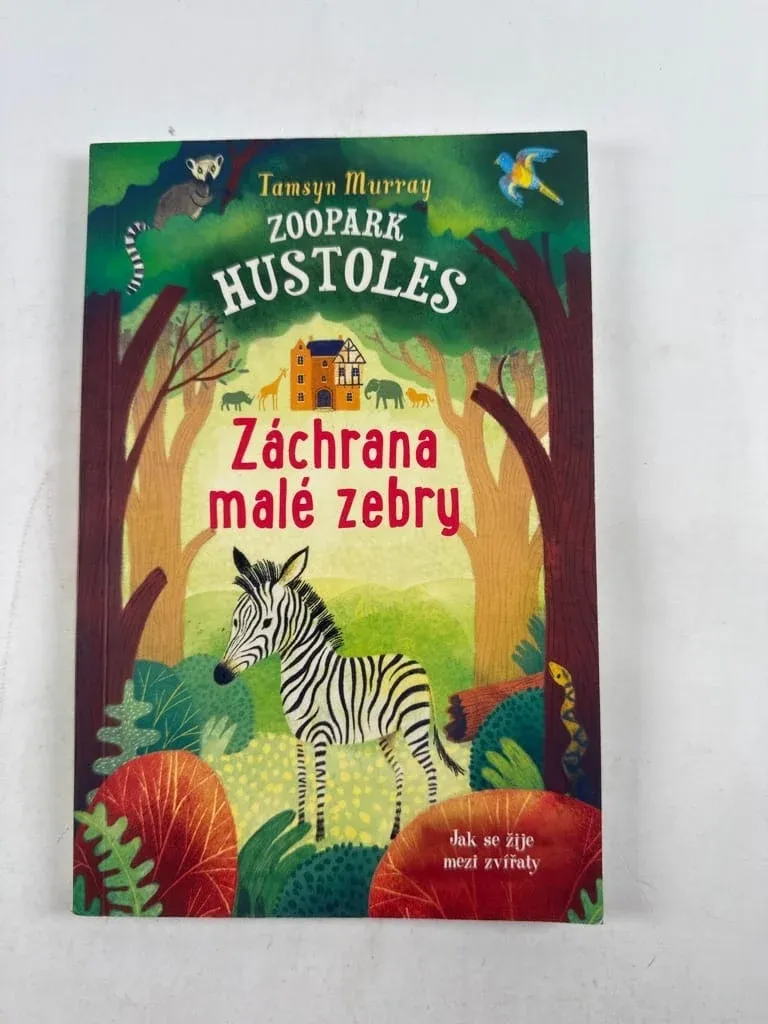 Tamsyn Murray
ZOOPARK
HUSTOLES
Záchrana
malé zebry
Jak se žije
mezi zvířaty